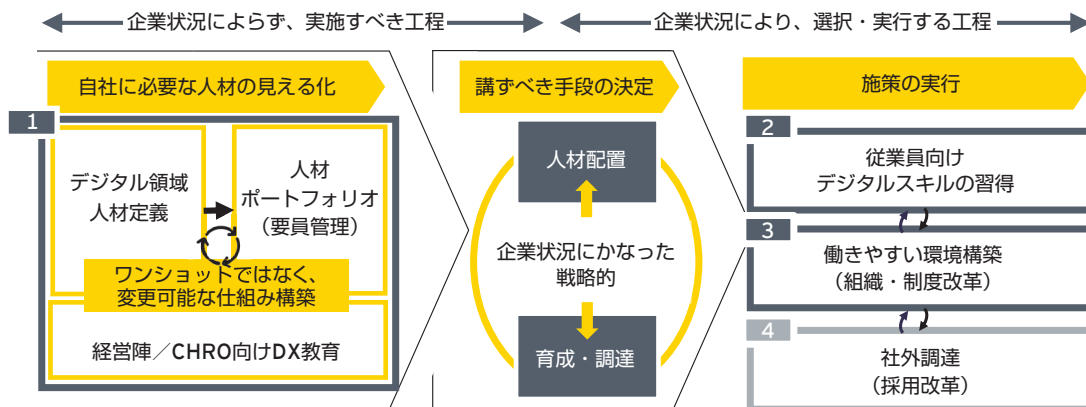 企業状況によらず、実施すべき工程
企業状況により、選択・実行する工程
自社に必要な人材の見える化
講ずべき手段の決定
施策の実行
1
デジタル領域
人材定義
人材
ポートフォリオ
（要員管理）
ワンショットではなく、
変更可能な仕組み構築
経営陣／CHRO向けDX教育
人材配置
企業状況にかなった
戦略的
育成・調達
2
従業員向け
デジタルスキルの習得
3
働きやすい環境構築
（組織・制度改革）
4
社外調達
（採用改革）